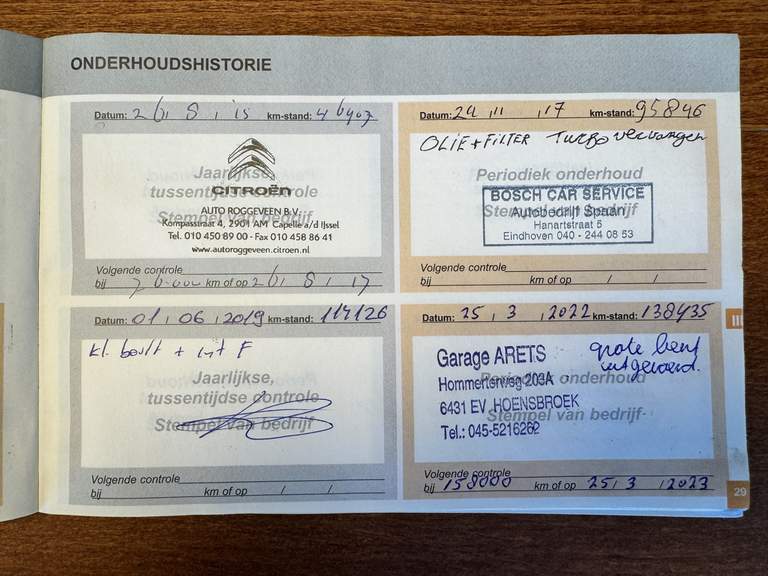 ONDERHOUDSHISTORIE
Datum: 26, 8, 15 km-stand: 46907
Jaarlijkse,
tussentijdse controle
Stempel van bedrijf
CITROËN
AUTO ROGGEVEEN B.V.
Kompasstraat 4, 2901 AM Capelle a/d IJssel
Tel. 010 450 89 00 - Fax 010 458 86 41
www.autoroggeveen.citroen.nl
Volgende controle
bij km of op 26, 8, 17
Datum: 24, 11, 17 km-stand: 95846
OLIE + FILTER TURBO vervangen
Periodiek onderhoud
Stempel van bedrijf
BOSCH CAR SERVICE
Autobedrijf Spaan
Hanartstraat 5
Eindhoven 040 - 244 08 53
Volgende controle
bij km of op / /
Datum: 01, 06, 2019 km-stand: 117126
kl. beurt + int F
Jaarlijkse,
tussentijdse controle
Stempel van bedrijf
Volgende controle
bij km of op / /
Datum: 25, 3, 2022 km-stand: 138435
grote beurt
uitgevoerd.
Garage ARETS
Hommerterweg 203A
6431 EV HOENSBROEK
Tel.: 045-5216262
Periodiek onderhoud
Stempel van bedrijf
Volgende controle
bij 158000 km of op 25, 3, 2023
III
29